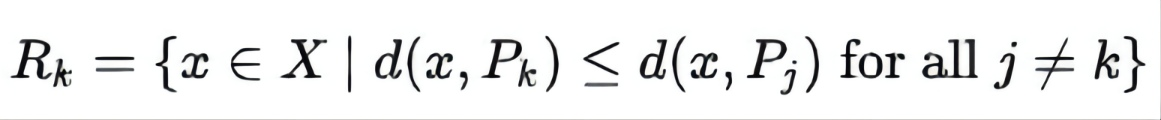 R_k = {x ∈ X | d(x, P_k) ≤ d(x, P_j) for all j ≠ k}